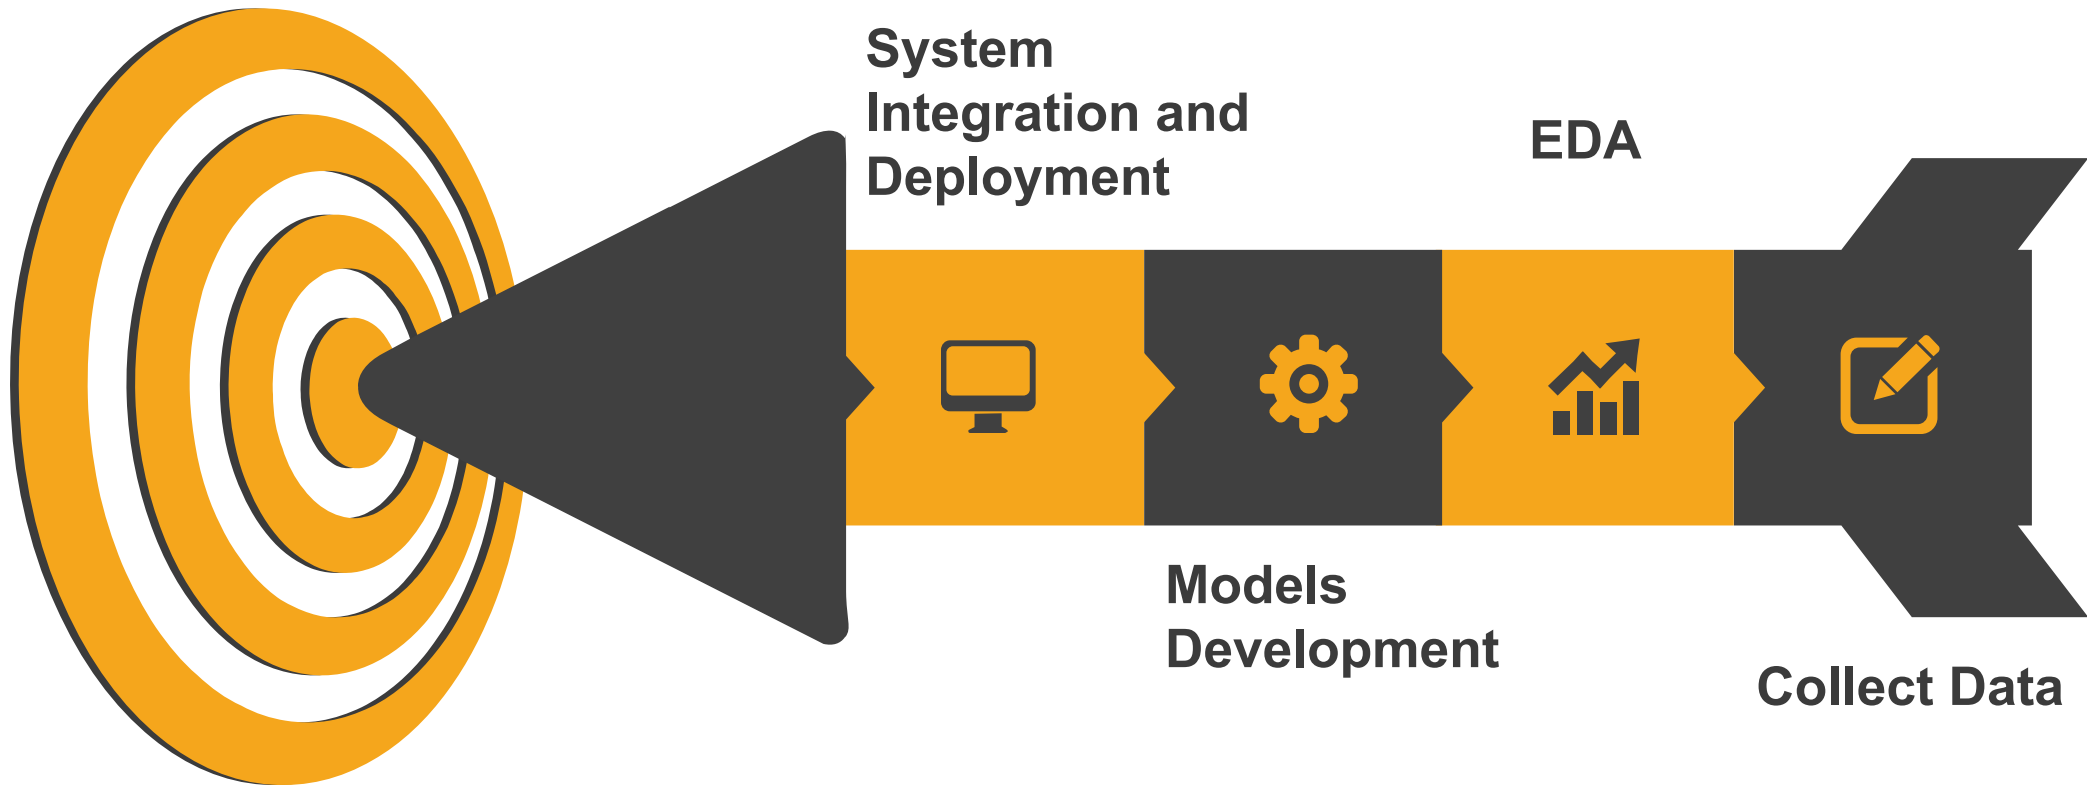 System
Integration and
Deployment
EDA
Models
Development
Collect Data